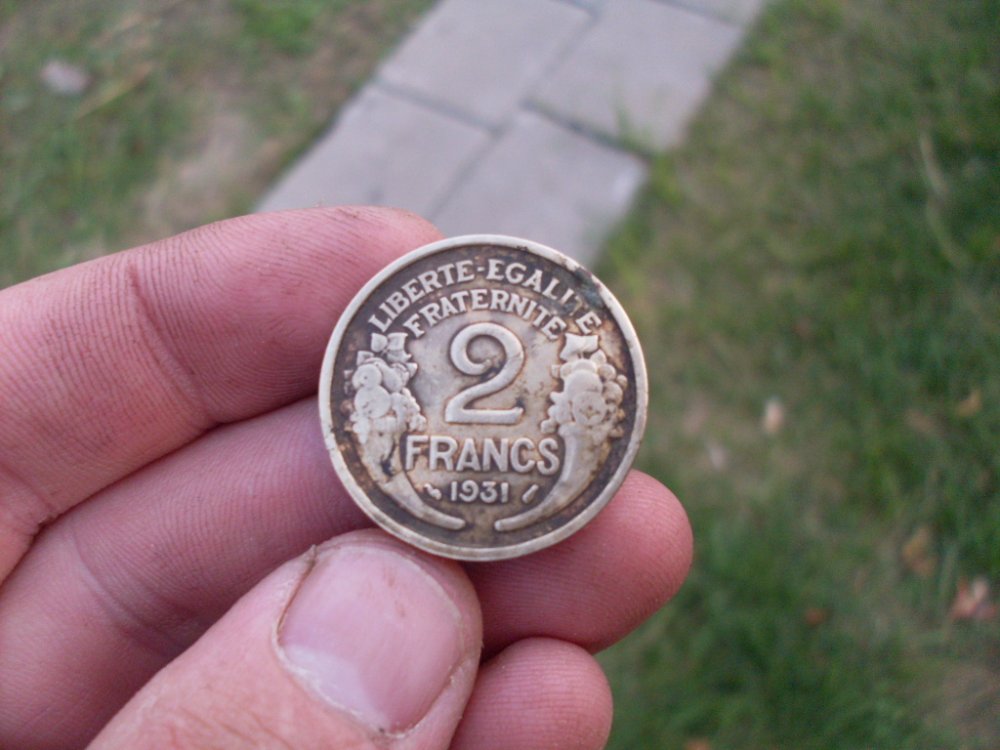 LIBERTE-EGALITE
FRATERNITE
2
FRANCS
1931